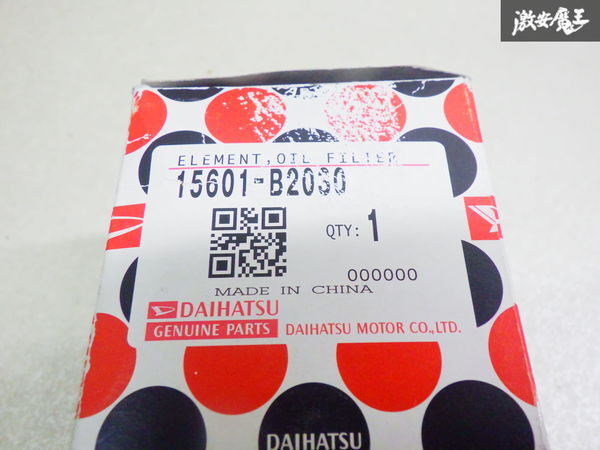 激安魔王
ELEMENT, OIL FILTER
15601-B2030
QTY: 1
000000
MADE IN CHINA
DAIHATSU
GENUINE PARTS DAIHATSU MOTOR CO.,LTD.
DAIHATSU